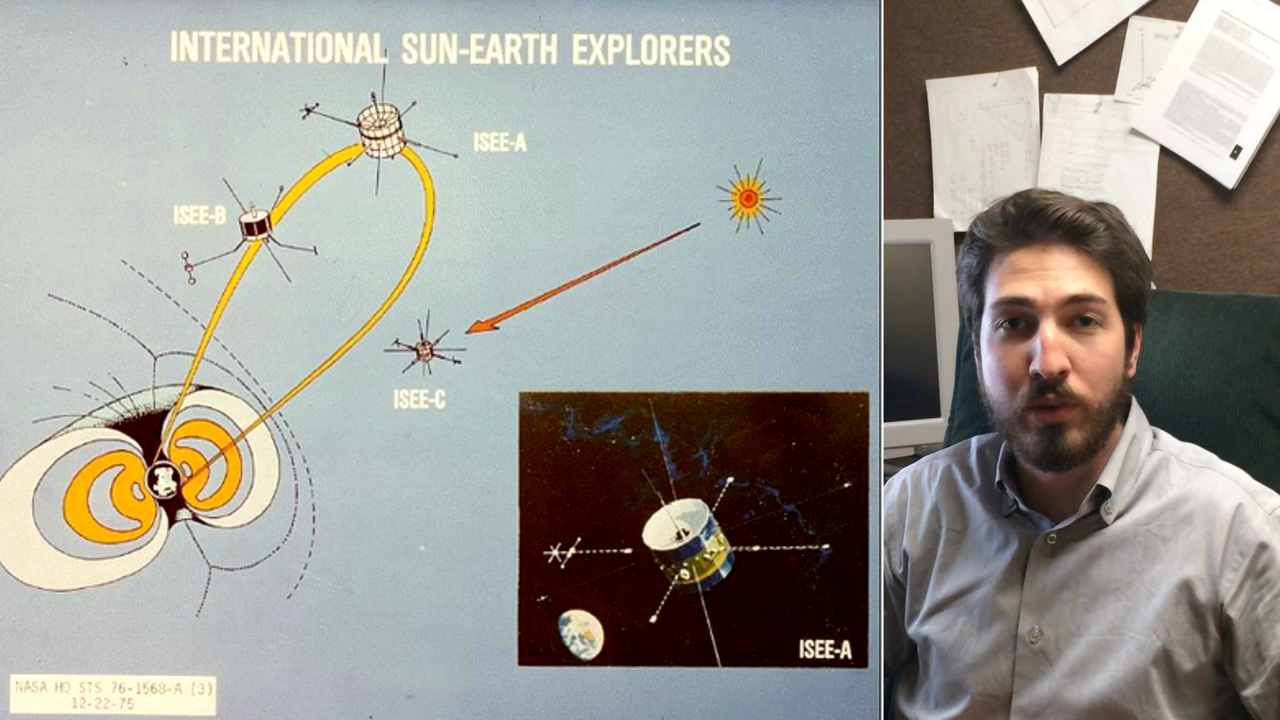 INTERNATIONAL SUN-EARTH EXPLORERS
ISEE-A
ISEE-B
ISEE-C
ISEE-A
NASA HQ STS 76-1568-A (3)
12-22-75